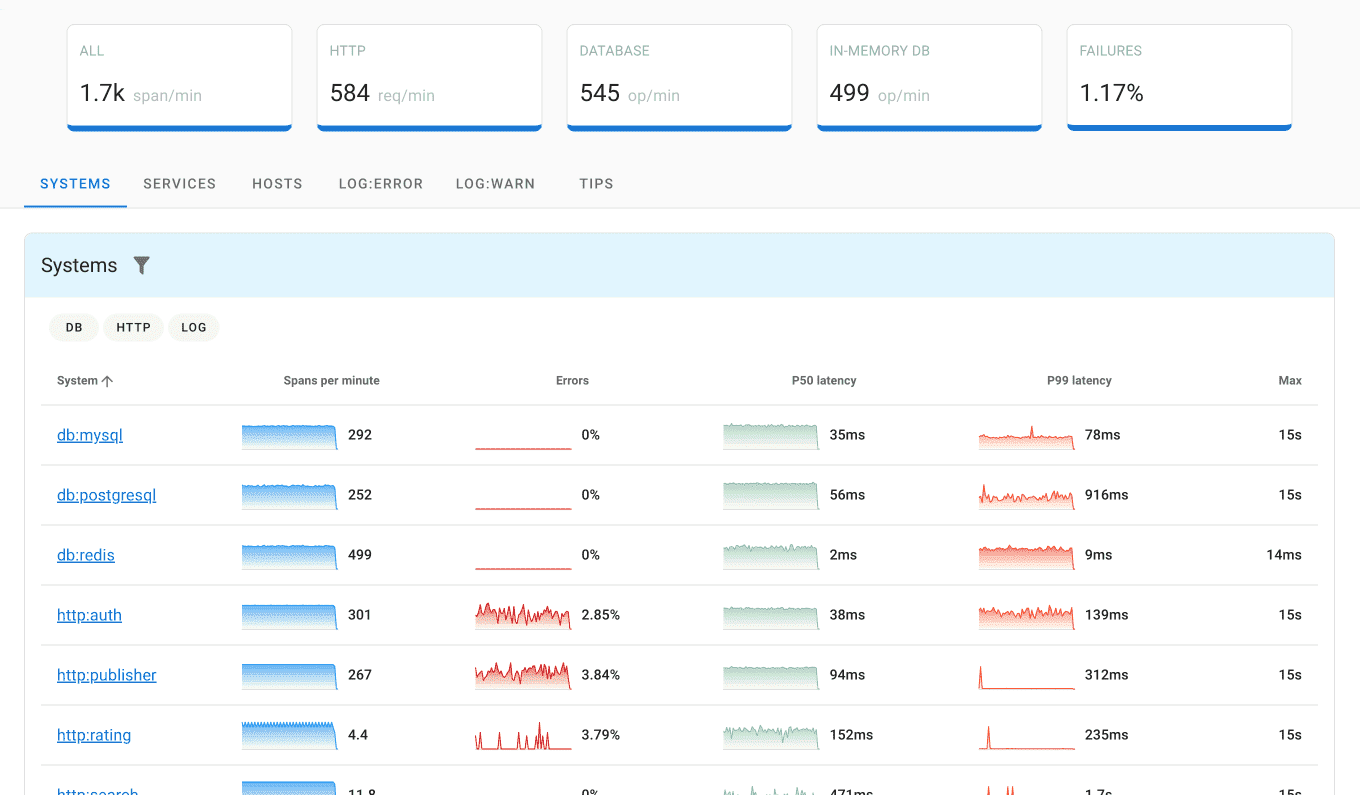 ALL
1.7k span/min
HTTP
584 req/min
DATABASE
545 op/min
IN-MEMORY DB
499 op/min
FAILURES
1.17%
SYSTEMS SERVICES HOSTS LOG:ERROR LOG:WARN TIPS
Systems
DB HTTP LOG
System Spans per minute Errors P50 latency P99 latency Max
db:mysql 292 0% 35ms 78ms 15s
db:postgresql 252 0% 56ms 916ms 15s
db:redis 499 0% 2ms 9ms 14ms
http:auth 301 2.85% 38ms 139ms 15s
http:publisher 267 3.84% 94ms 312ms 15s
http:rating 4.4 3.79% 152ms 235ms 15s
http:search 11.8 0% 471ms 1.7s 15s